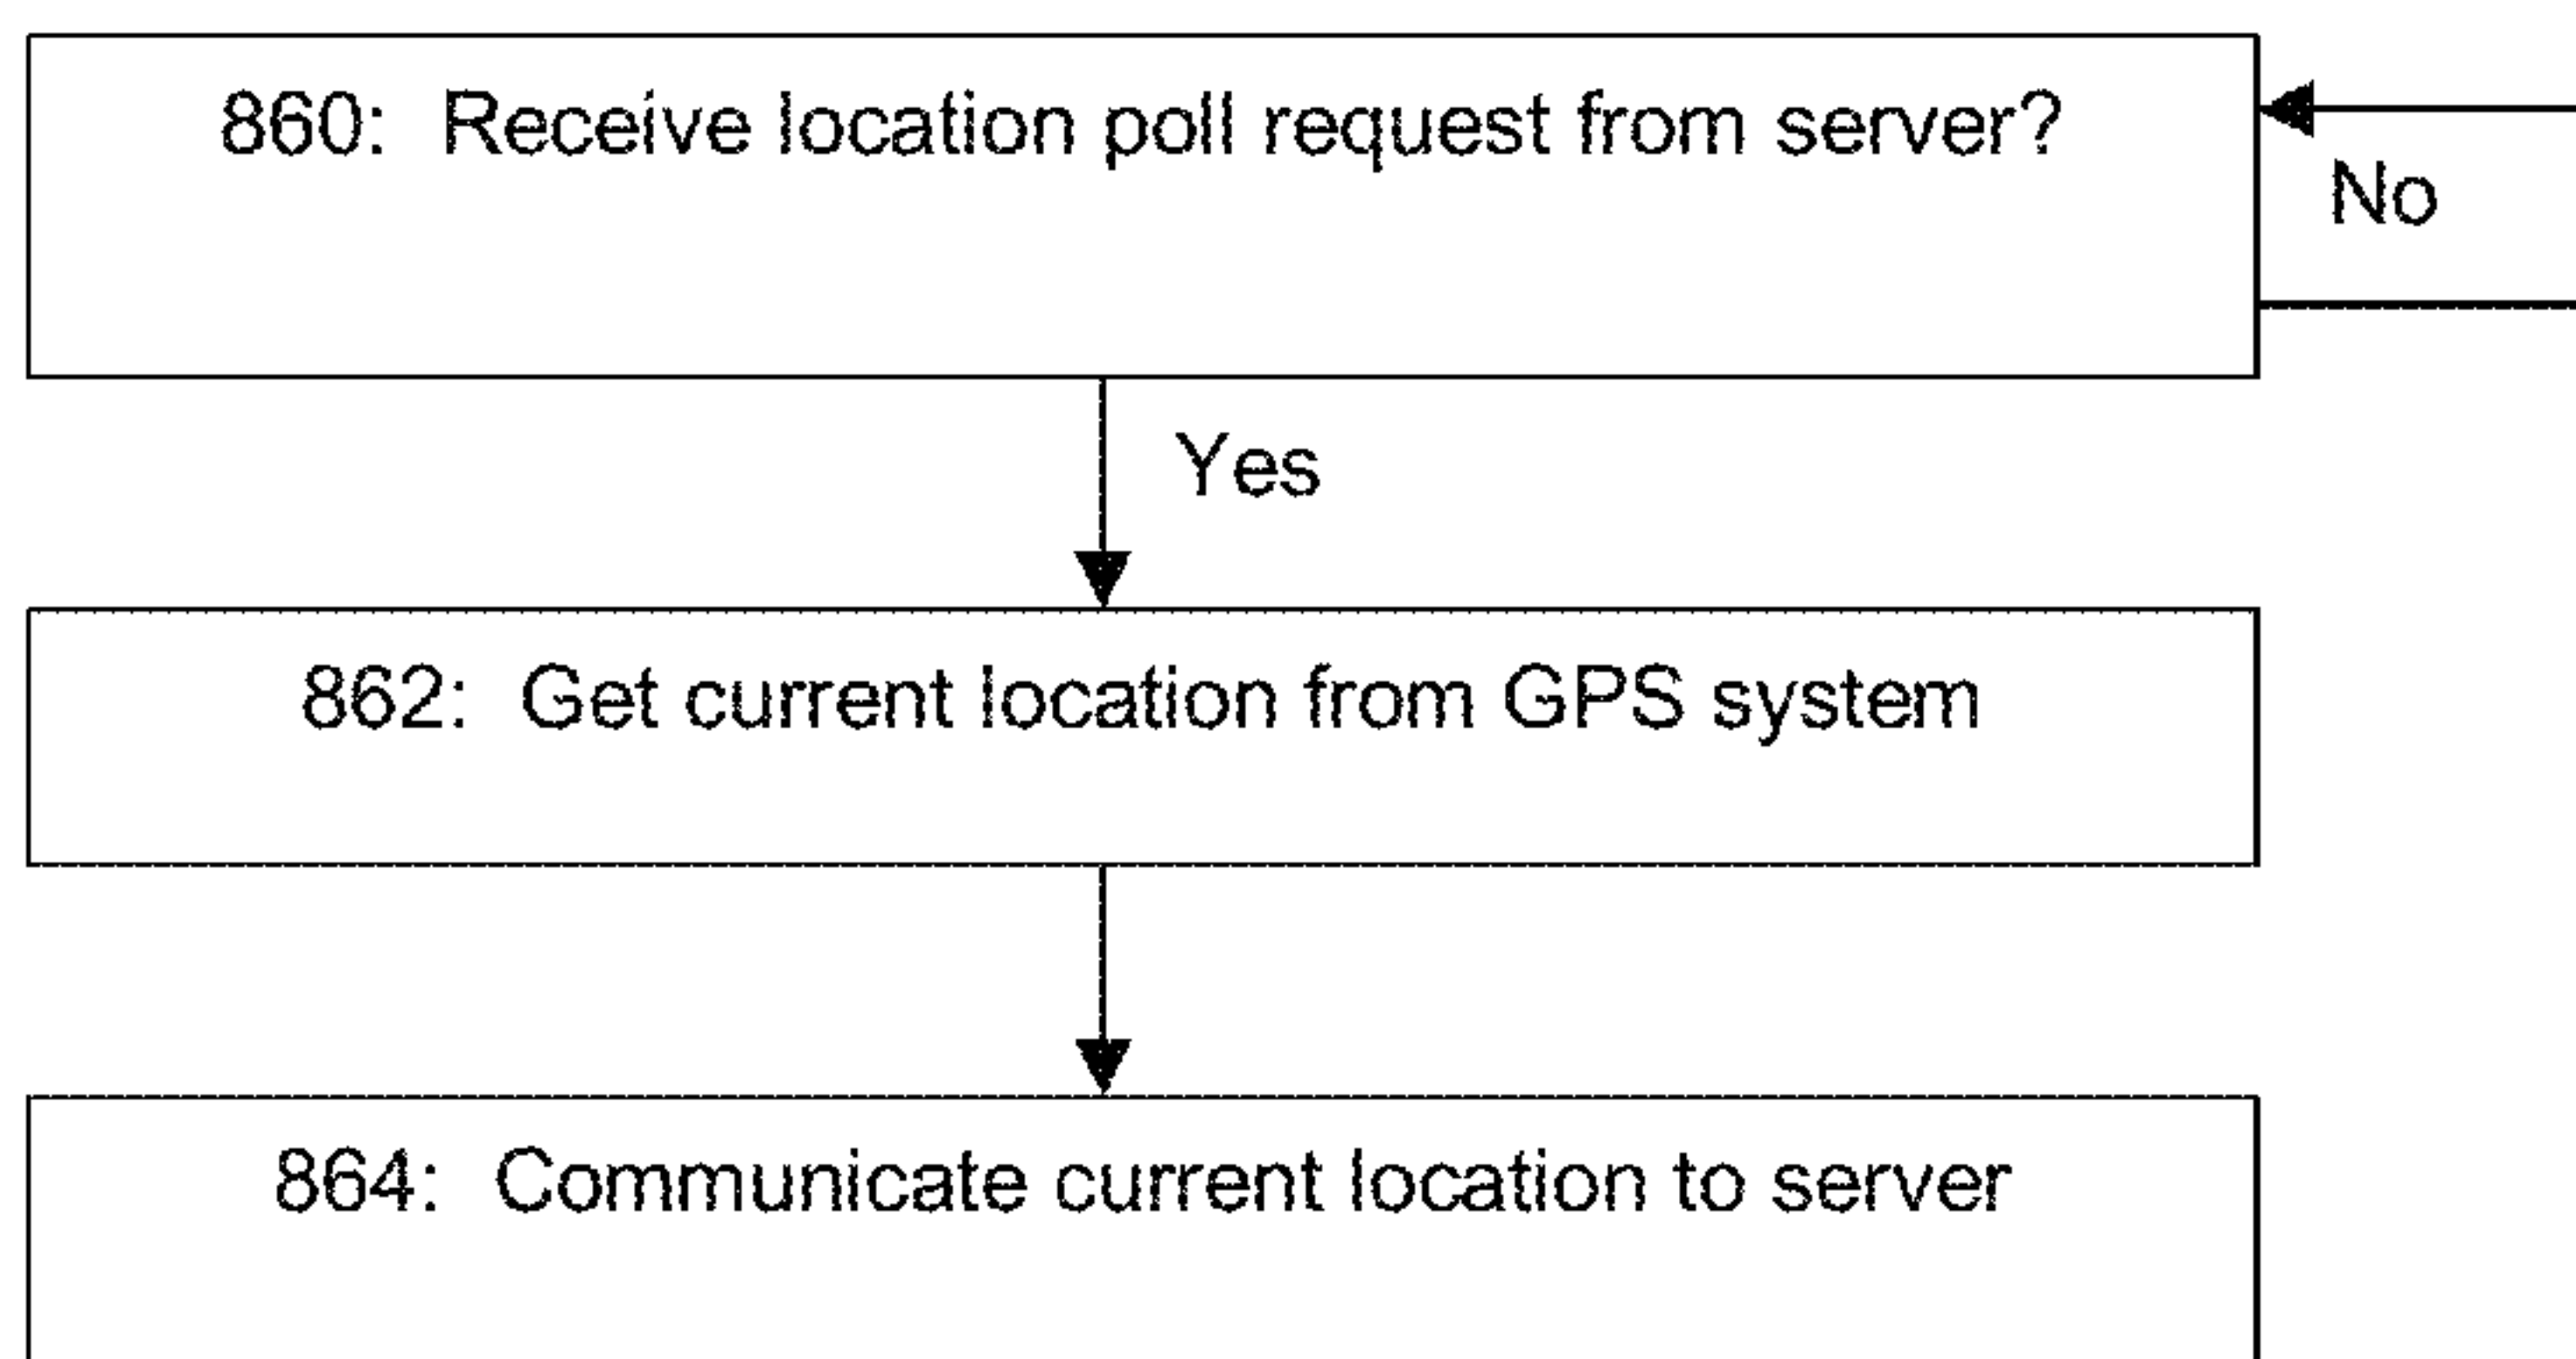 860: Receive location poll request from server?
No
Yes
862: Get current location from GPS system
864: Communicate current location to server